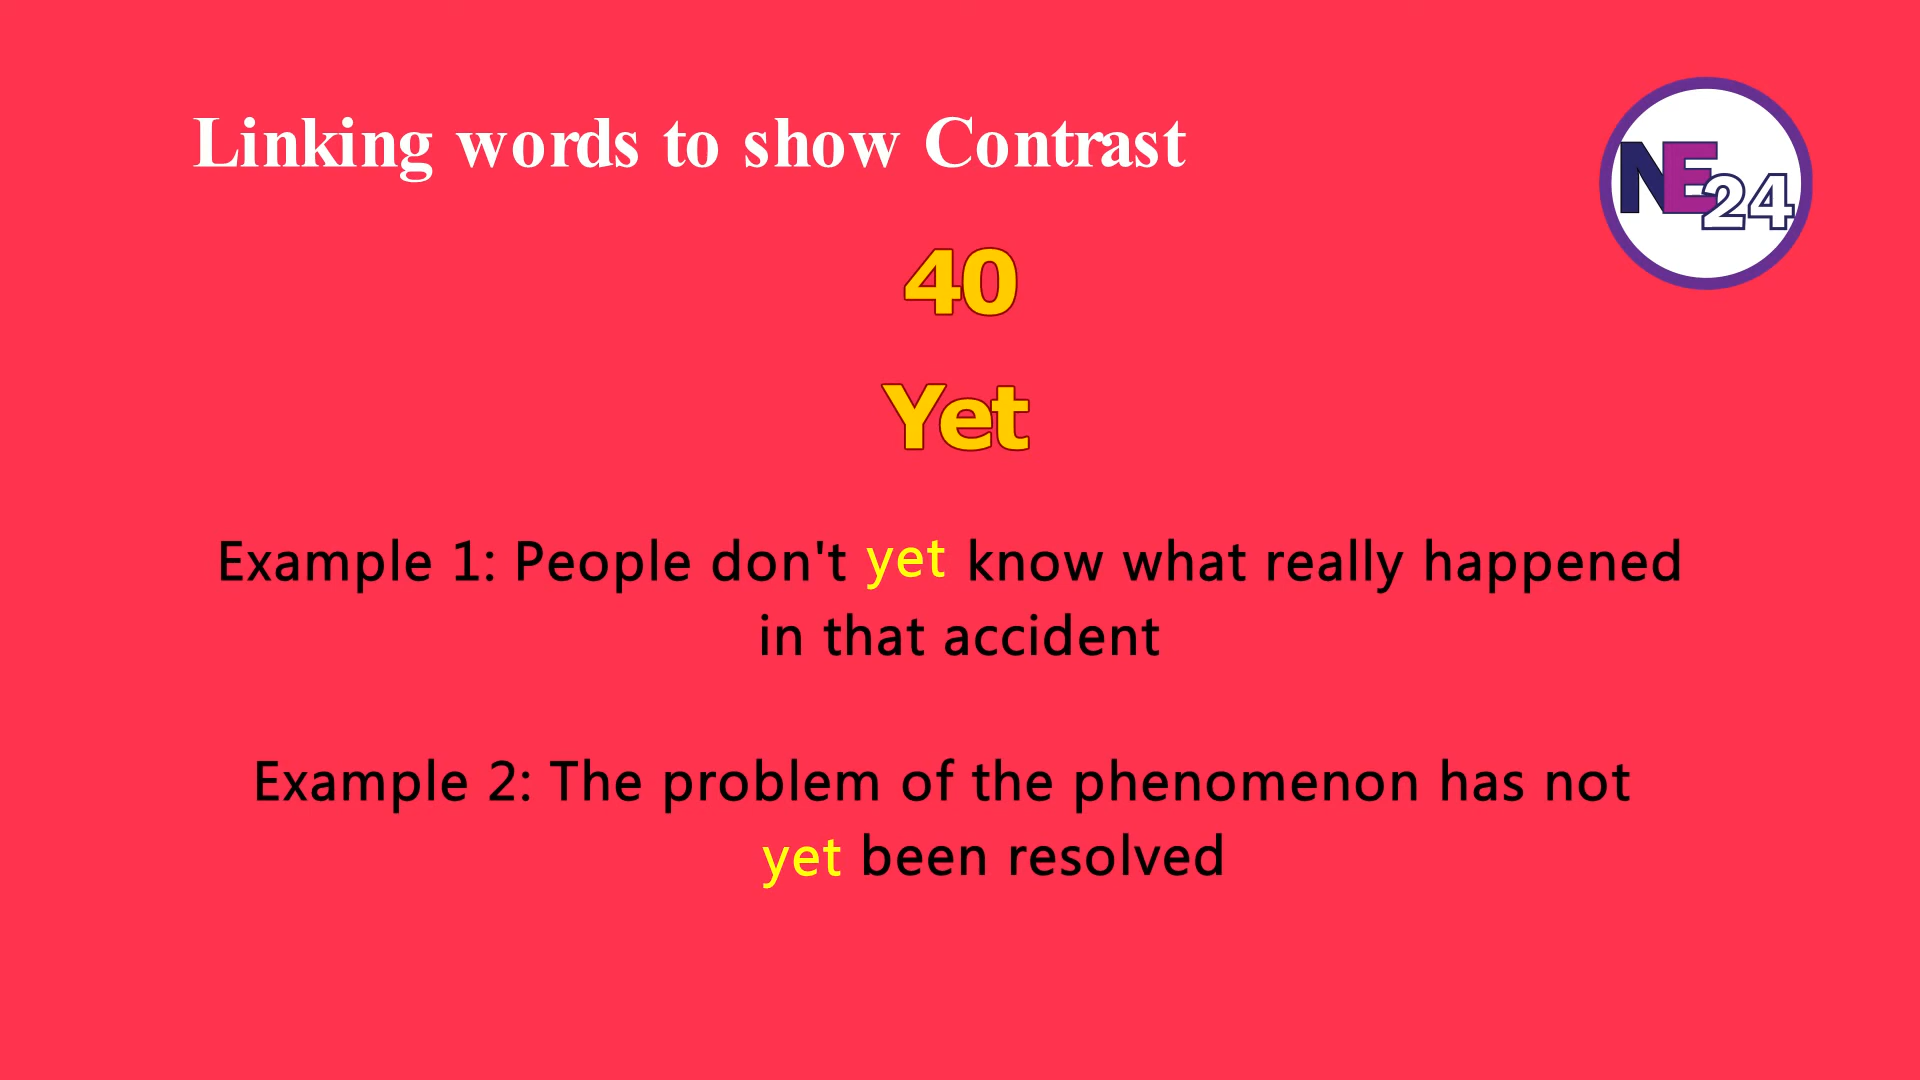 Linking words to show Contrast
NE24
40
Yet
Example 1: People don't yet know what really happened
in that accident
Example 2: The problem of the phenomenon has not
yet been resolved